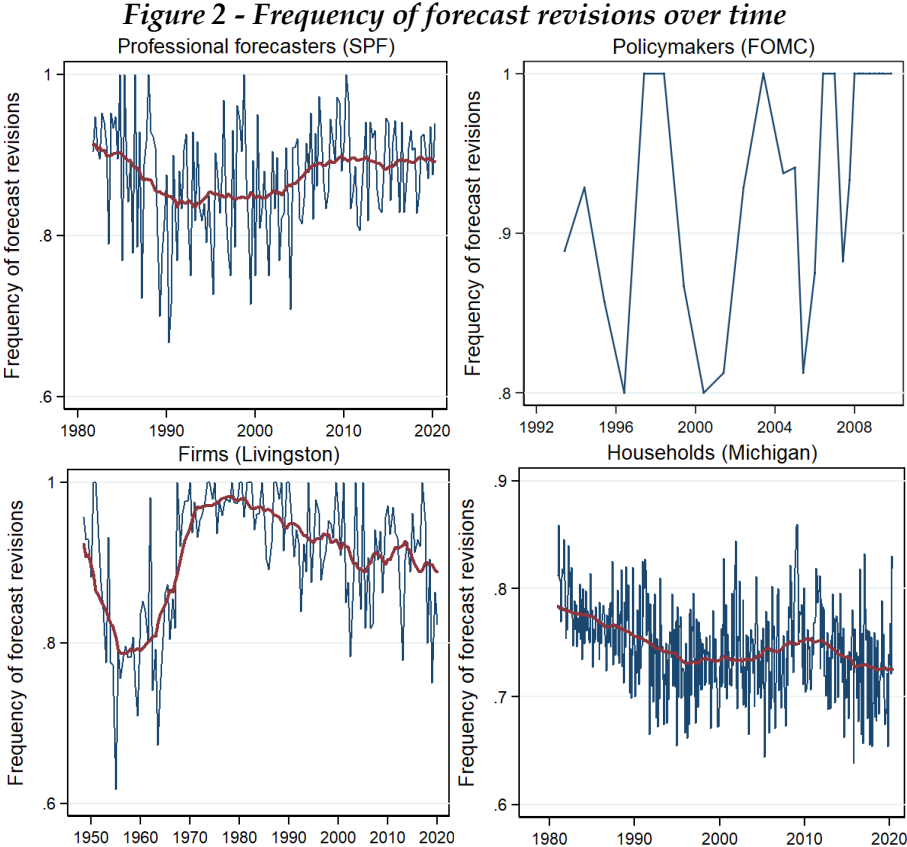 Figure 2 - Frequency of forecast revisions over time
Professional forecasters (SPF)
Frequency of forecast revisions
1
.8
.6
1980 1990 2000 2010 2020
Policymakers (FOMC)
Frequency of forecast revisions
1
.9
.8
1992 1996 2000 2004 2008
Firms (Livingston)
Frequency of forecast revisions
1
.8
.6
1950 1960 1970 1980 1990 2000 2010 2020
Households (Michigan)
Frequency of forecast revisions
.9
.8
.7
.6
1980 1990 2000 2010 2020